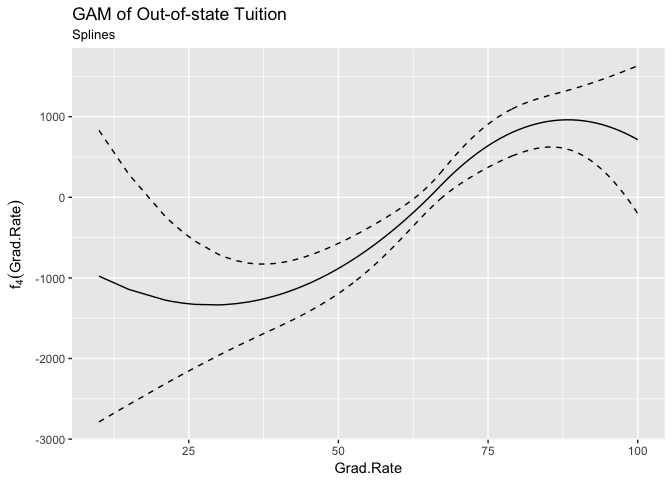 GAM of Out-of-state Tuition
Splines
1000
0
-1000
-2000
-3000
f4(Grad.Rate)
25 50 75 100
Grad.Rate